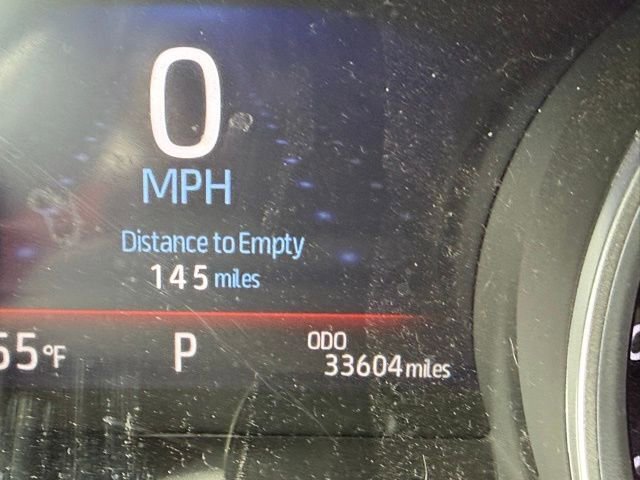 0
MPH
Distance to Empty
145 miles
55°F
P
ODO
33604 miles